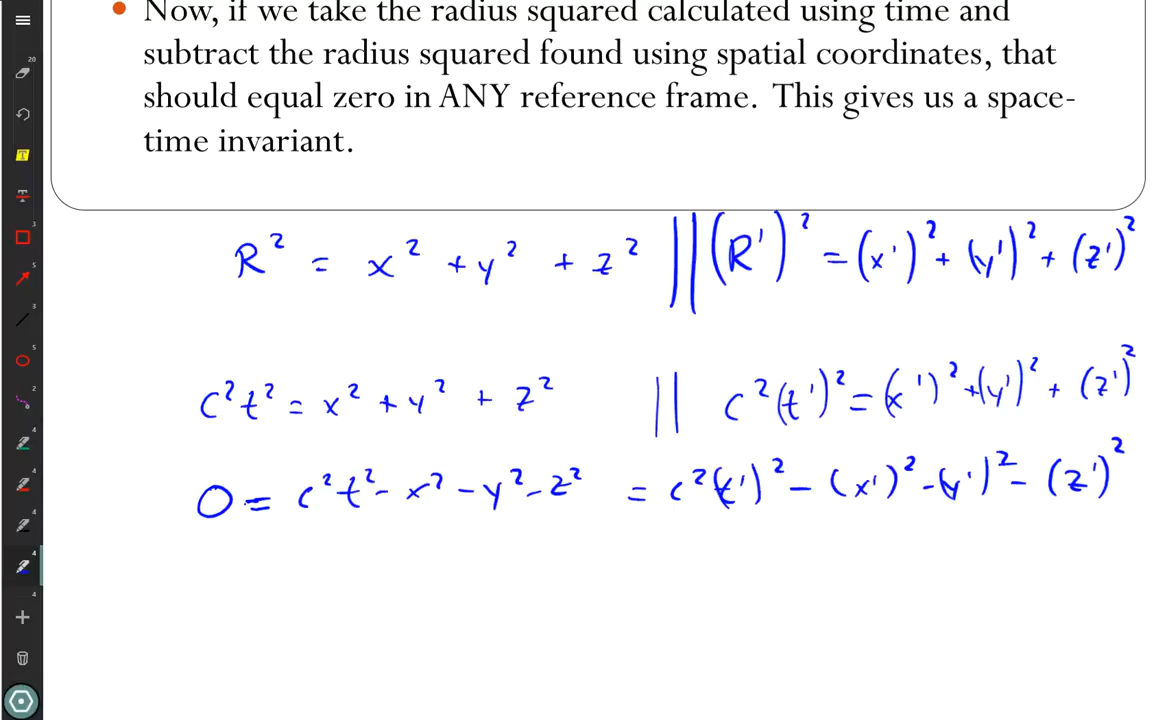 Now, if we take the radius squared calculated using time and
subtract the radius squared found using spatial coordinates, that
should equal zero in ANY reference frame. This gives us a space-
time invariant.
R² = x² + y² + z² || (R')² = (x')² + (y')² + (z')²
c²t² = x² + y² + z² || c²(t')² = (x')² + (y')² + (z')²
0 = c²t² - x² - y² - z² = c²(t')² - (x')² - (y')² - (z')²